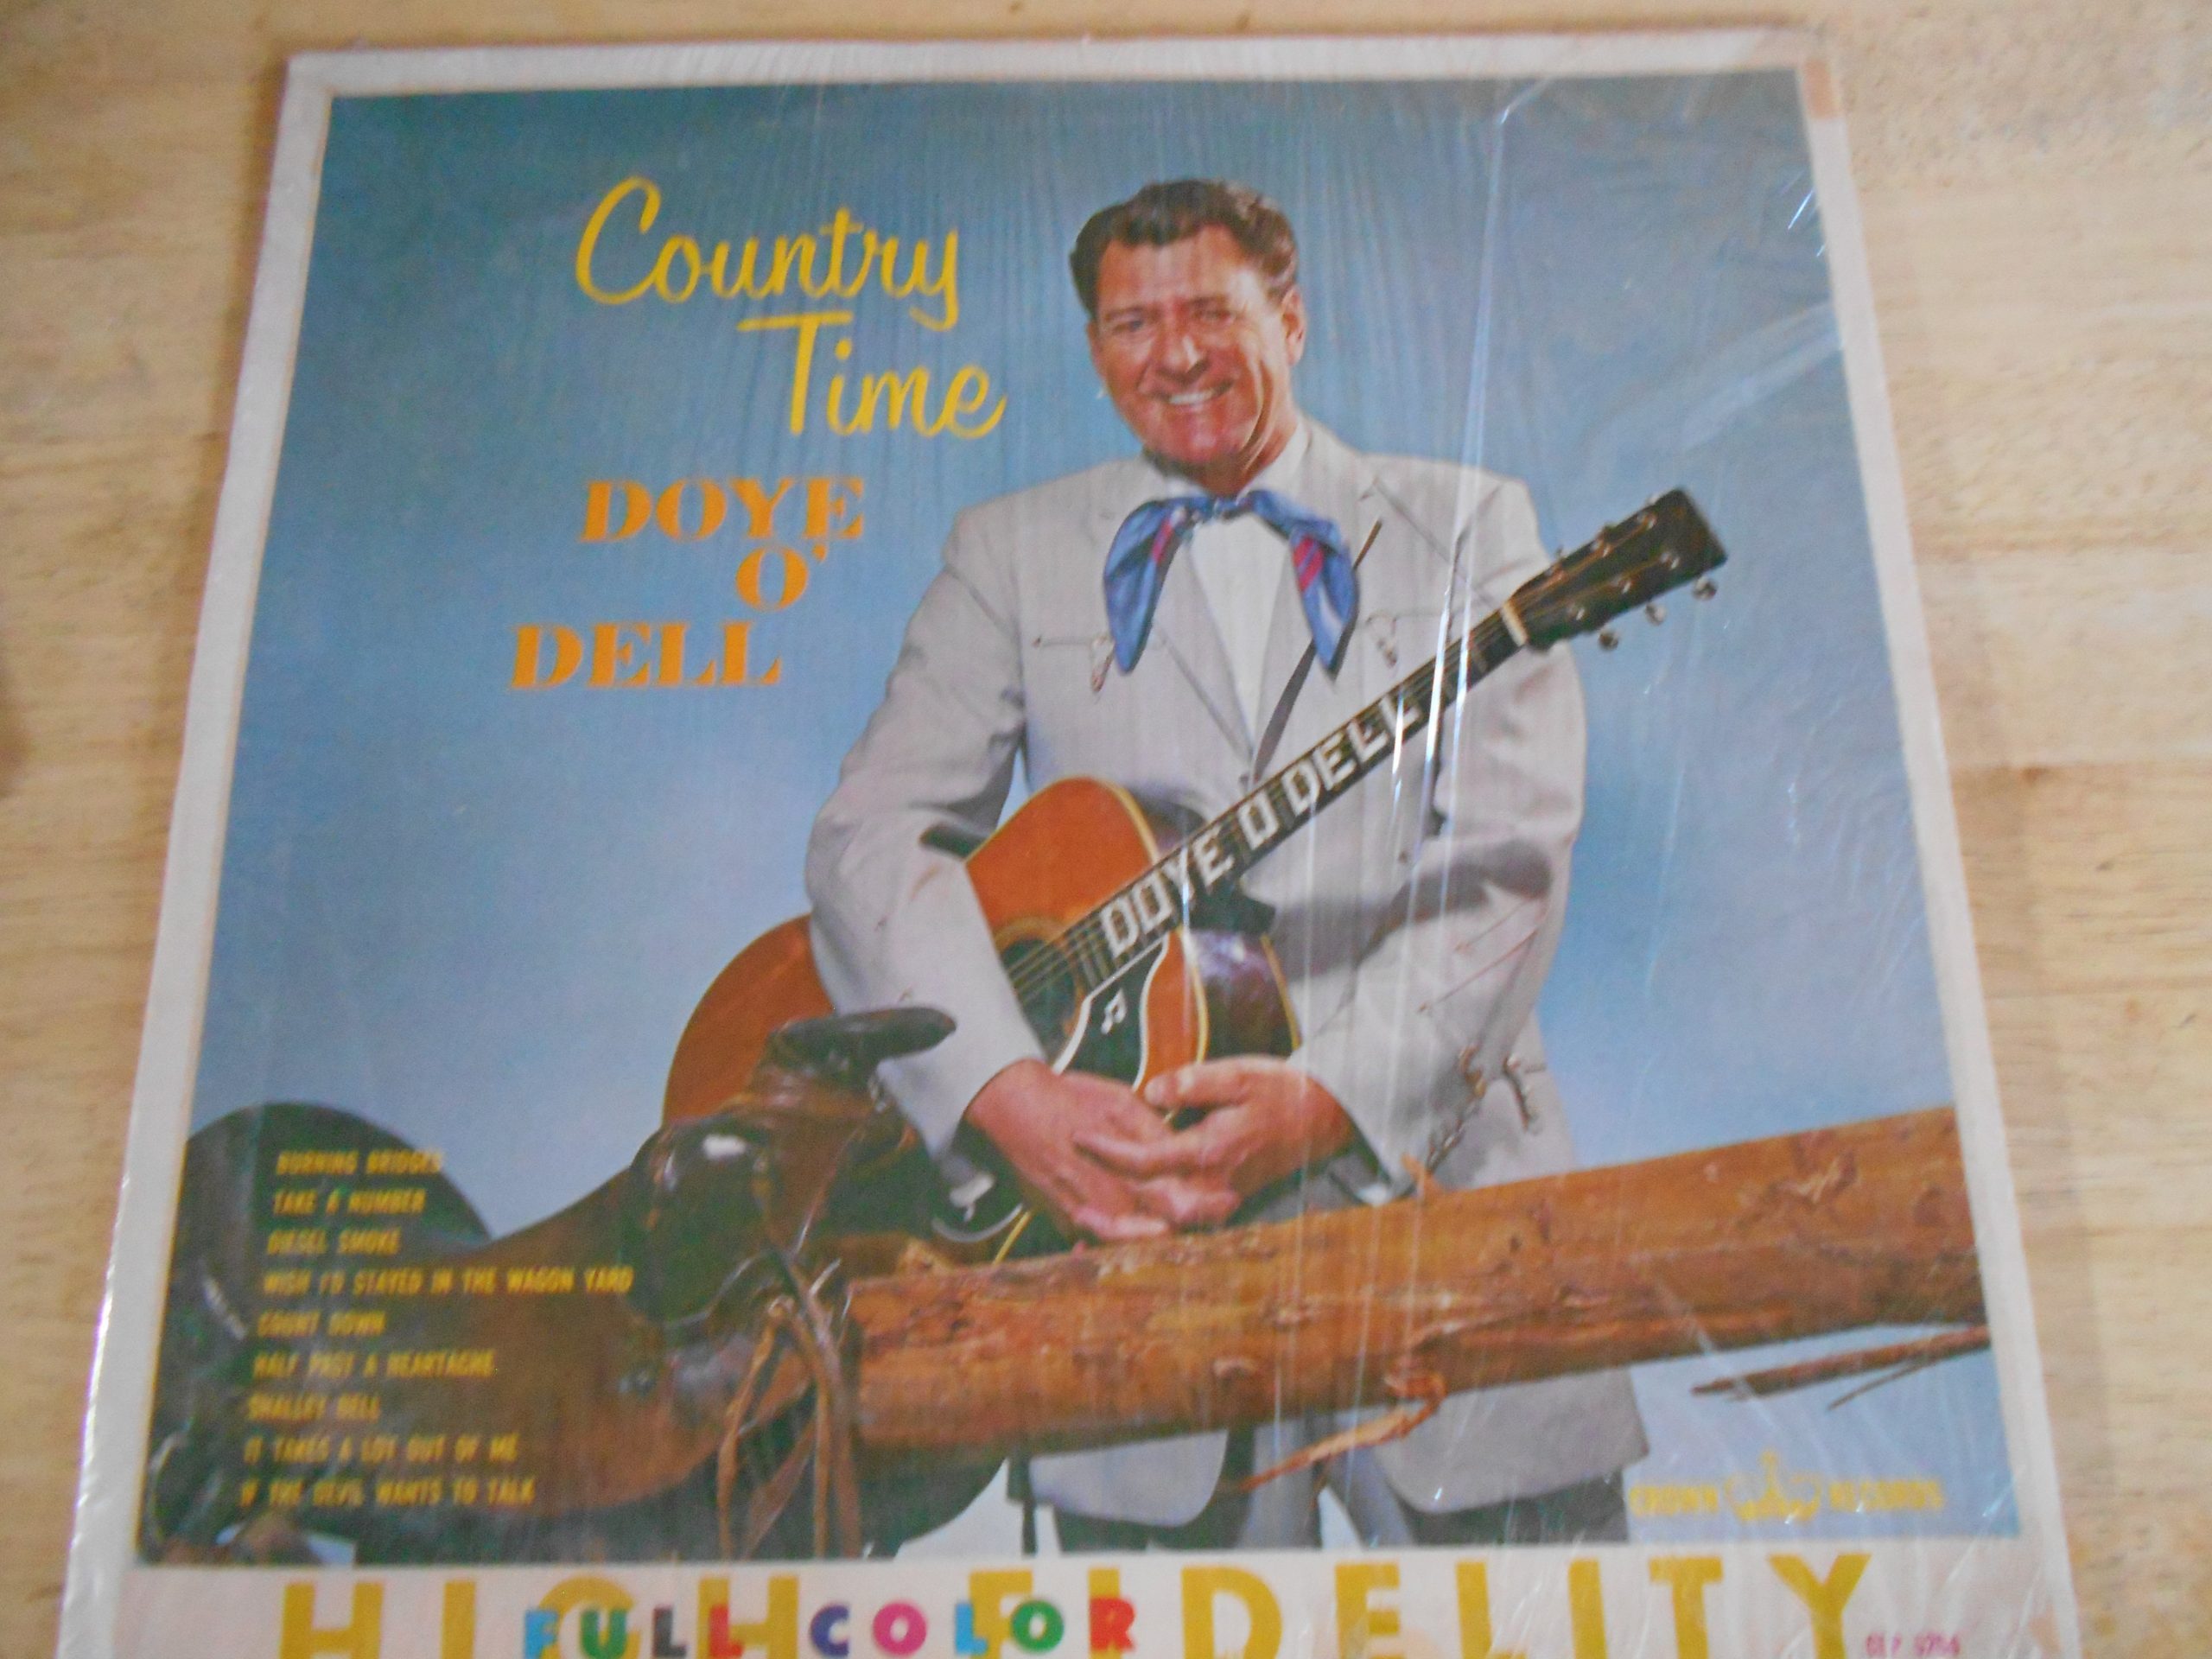 Country
Time
DOYE
O'
DELL
DOYE O DELL
BURNING BRIDGES
TAKE A NUMBER
DIESEL SMOKE
WISH I'D STAYED IN THE WAGON YARD
COUNT DOWN
HALF PAST A HEARTACHE
SHALLEY DELL
IT TAKES A LOT OUT OF ME
IF THE DEVIL WANTS TO TALK
CROWN RECORDS
HIGH FIDELITY
FULL COLOR